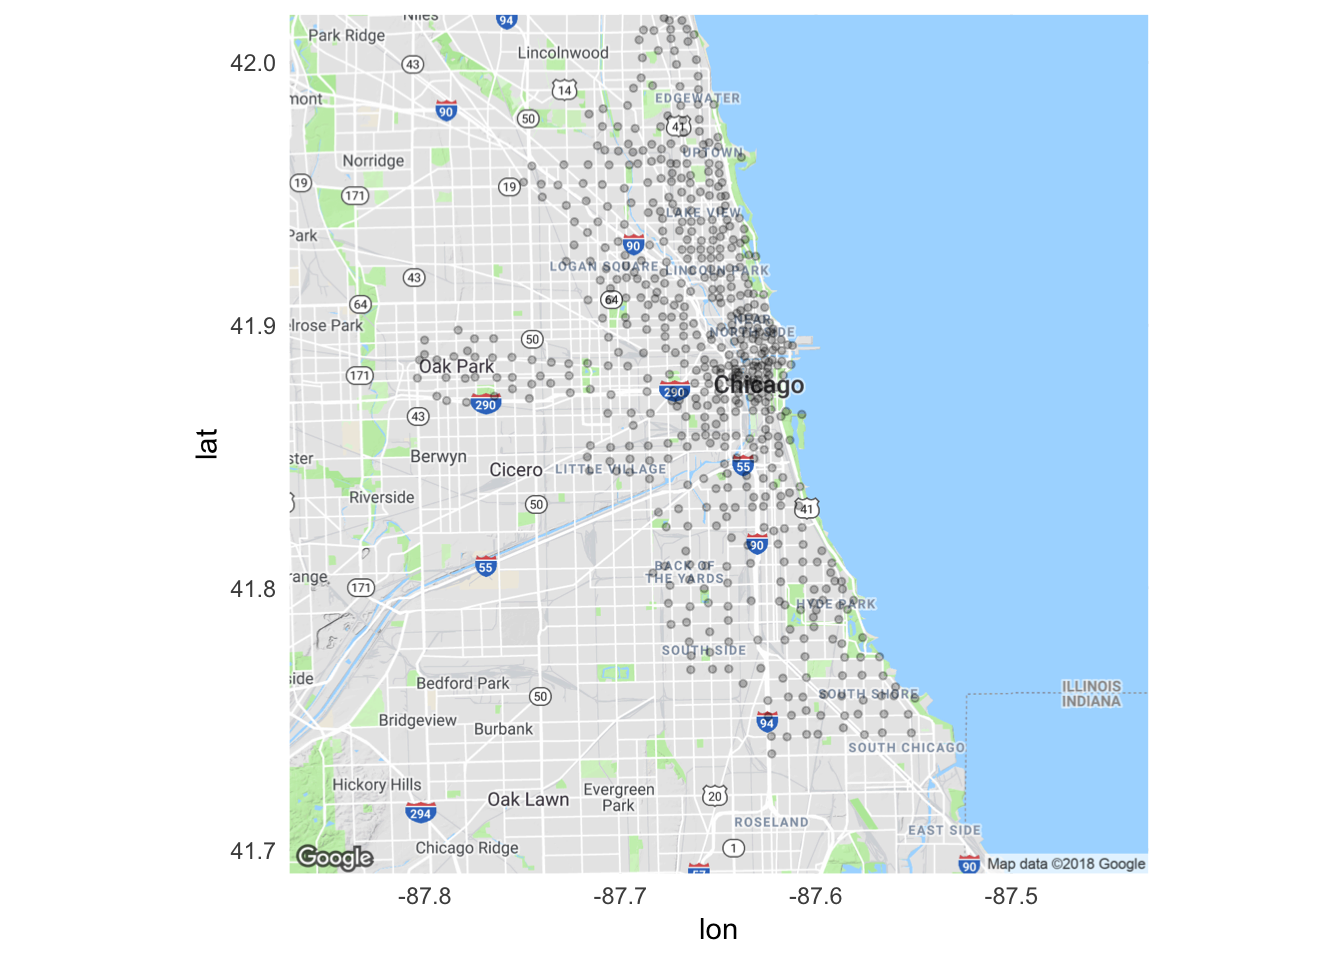 Niles
94
Park Ridge
Lincolnwood
42.0
43
14
mont
90
EDGEWATER
50
41
UPTOWN
Norridge
19
19
171
LAKE VIEW
Park
90
LOGAN SQUARE
LINCOLN PARK
43
64
64
41.9
elrose Park
NEAR
NORTH SIDE
50
Oak Park
171
Chicago
290
290
43
Berwyn
ster
Cicero
LITTLE VILLAGE
55
Riverside
50
41
90
55
BACK OF
THE YARDS
range
171
41.8
HYDE PARK
lat
SOUTH SIDE
side
Bedford Park
50
SOUTH SHORE
ILLINOIS
INDIANA
Bridgeview
Burbank
94
SOUTH CHICAGO
Hickory Hills
Oak Lawn
Evergreen
Park
20
294
ROSELAND
EAST SIDE
Chicago Ridge
1
41.7
Google
57
90
Map data ©2018 Google
-87.8
-87.7
-87.6
-87.5
lon